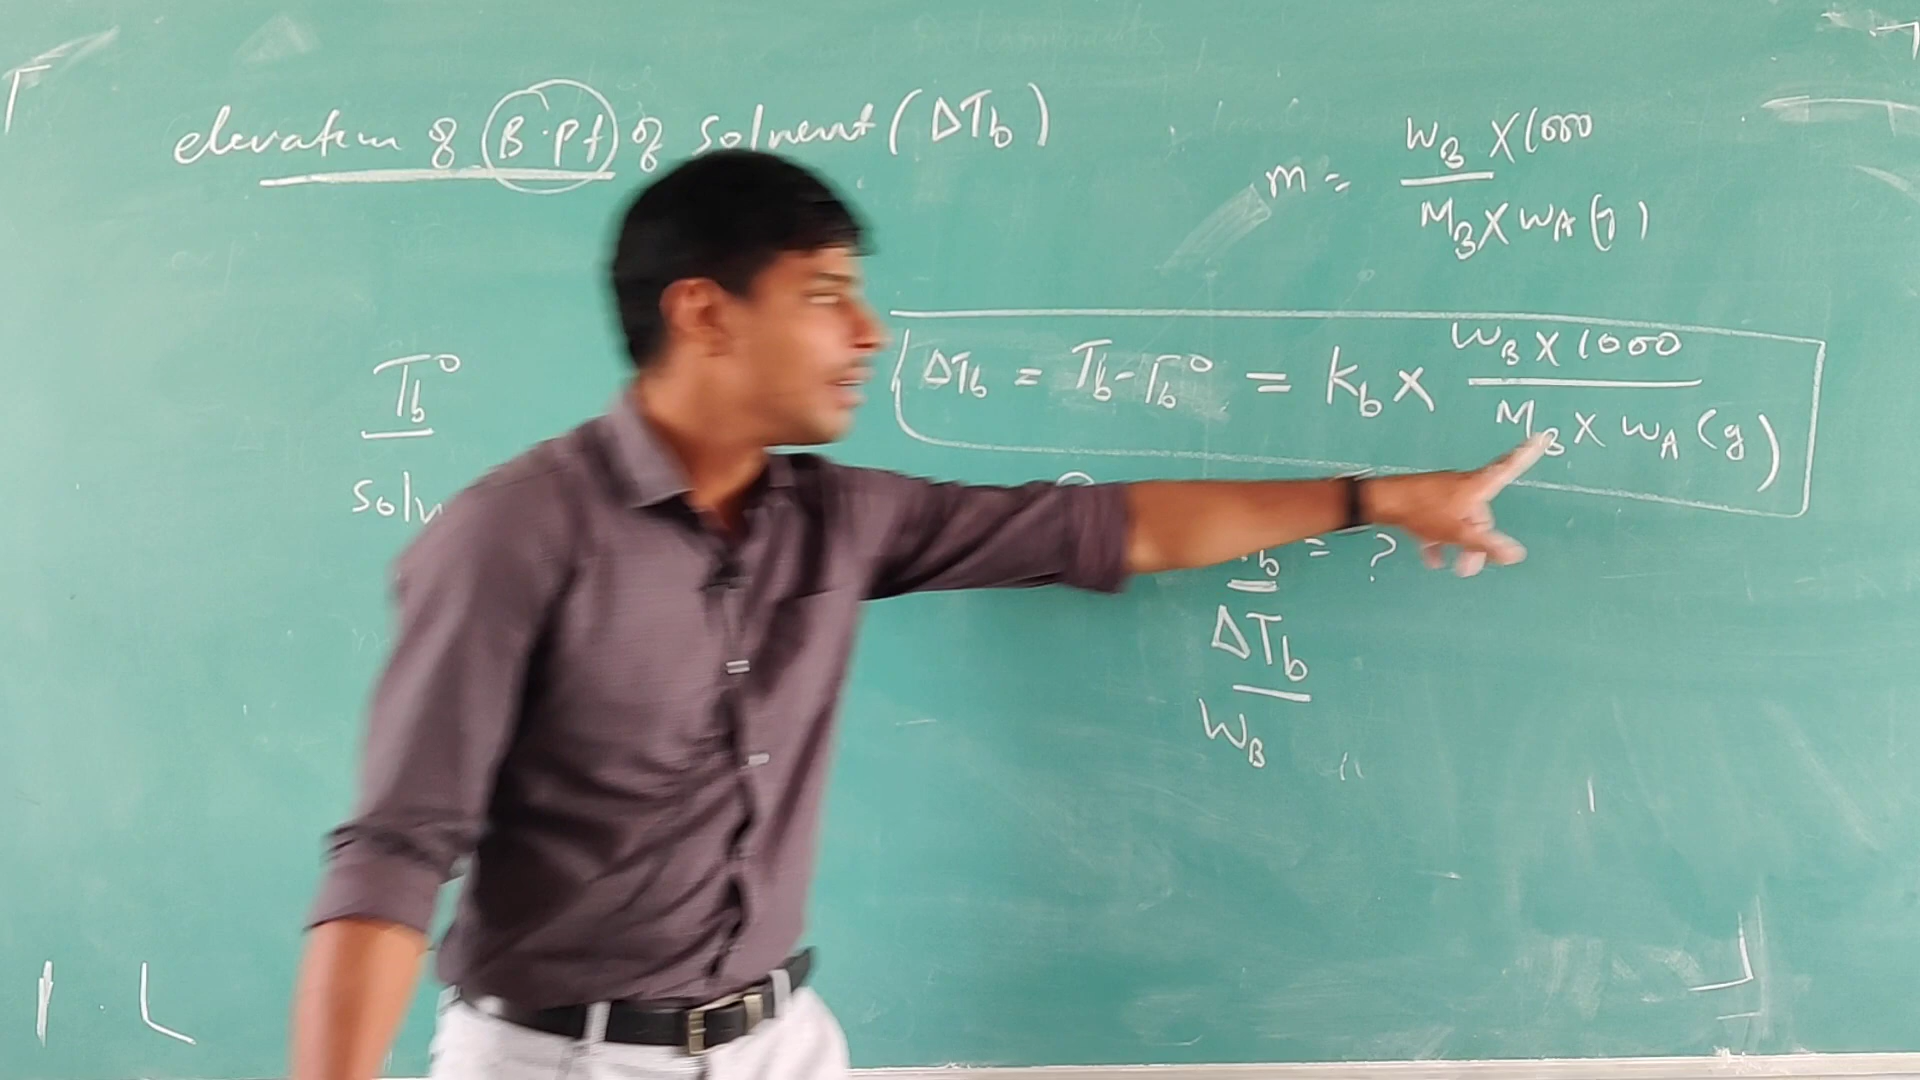 elevation of B.pt of solvent (ΔTb)
m = WB X 1000
MB X WA (g)
ΔTb = Tb - Tb° = Kb X WB X 1000
MB X WA (g)
Tb°
solv
b = ?
ΔTb
WB